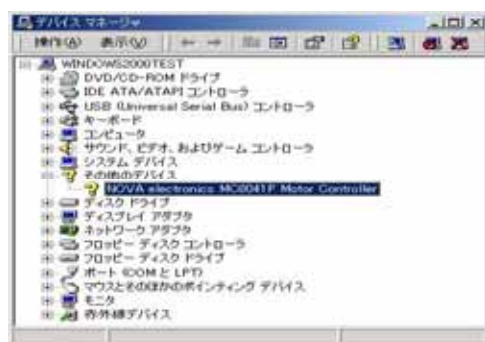 デバイス マネージャ
操作(A) 表示(V)
WINDOWS2000TEST
DVD/CD-ROM ドライブ
IDE ATA/ATAPI コントローラ
USB (Universal Serial Bus) コントローラ
キーボード
コンピュータ
サウンド、ビデオ、およびゲーム コントローラ
システム デバイス
その他のデバイス
NOVA electronics MC8041P Motor Controller
ディスク ドライブ
ディスプレイ アダプタ
ネットワーク アダプタ
フロッピー ディスク コントローラ
フロッピー ディスク ドライブ
ポート (COM と LPT)
マウスとそのほかのポインティング デバイス
モニタ
赤外線デバイス